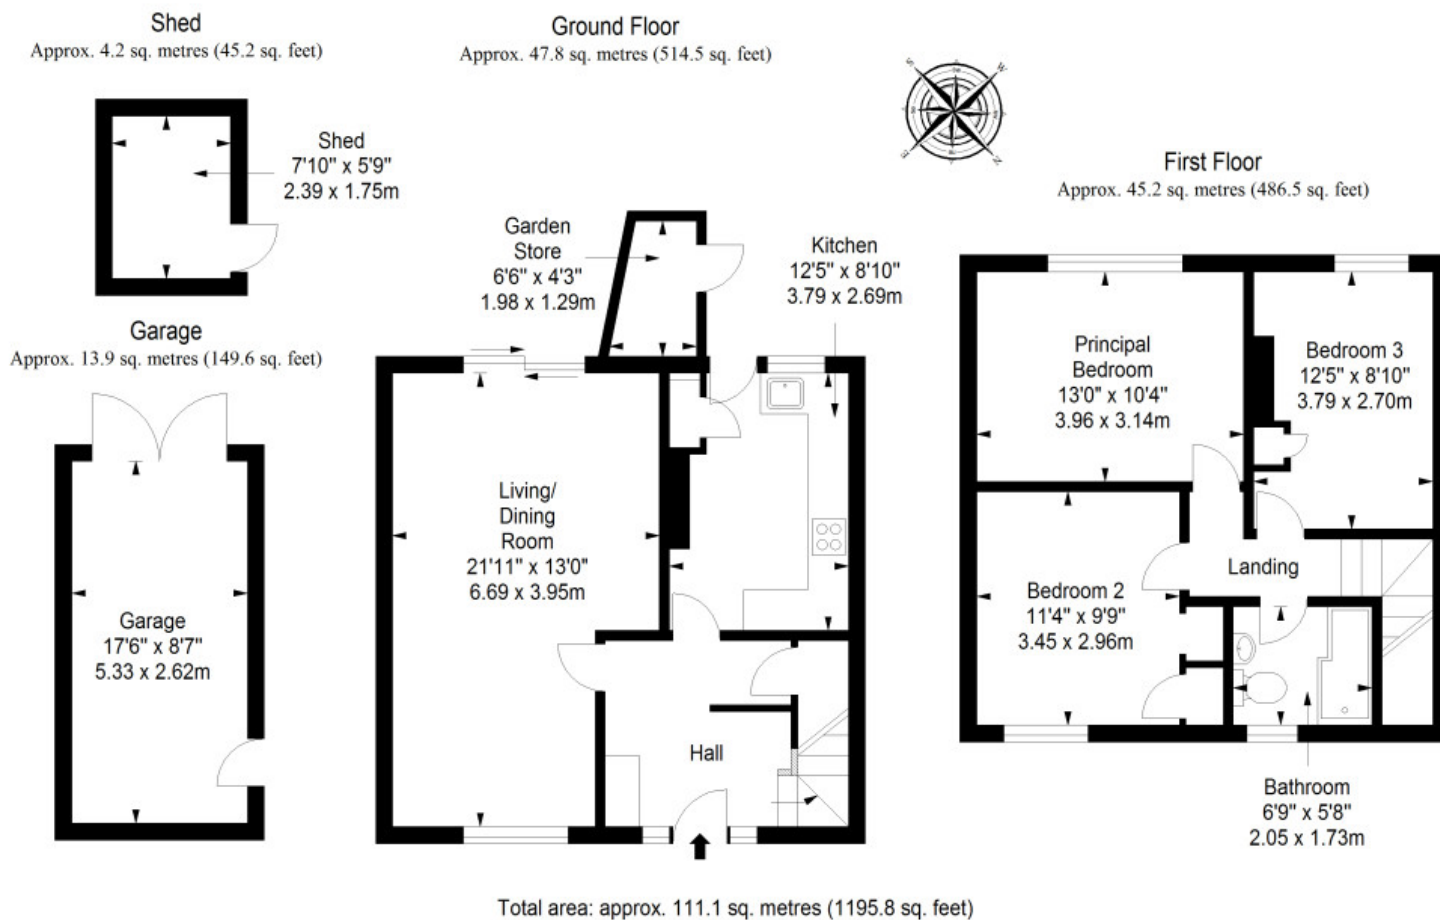 Shed
Approx. 4.2 sq. metres (45.2 sq. feet)
Shed
7'10" x 5'9"
2.39 x 1.75m
Garage
Approx. 13.9 sq. metres (149.6 sq. feet)
Garage
17'6" x 8'7"
5.33 x 2.62m
Ground Floor
Approx. 47.8 sq. metres (514.5 sq. feet)
Garden
Store
6'6" x 4'3"
1.98 x 1.29m
Kitchen
12'5" x 8'10"
3.79 x 2.69m
Living/
Dining
Room
21'11" x 13'0"
6.69 x 3.95m
Hall
S
W
E
N
First Floor
Approx. 45.2 sq. metres (486.5 sq. feet)
Principal
Bedroom
13'0" x 10'4"
3.96 x 3.14m
Bedroom 3
12'5" x 8'10"
3.79 x 2.70m
Landing
Bedroom 2
11'4" x 9'9"
3.45 x 2.96m
Bathroom
6'9" x 5'8"
2.05 x 1.73m
Total area: approx. 111.1 sq. metres (1195.8 sq. feet)